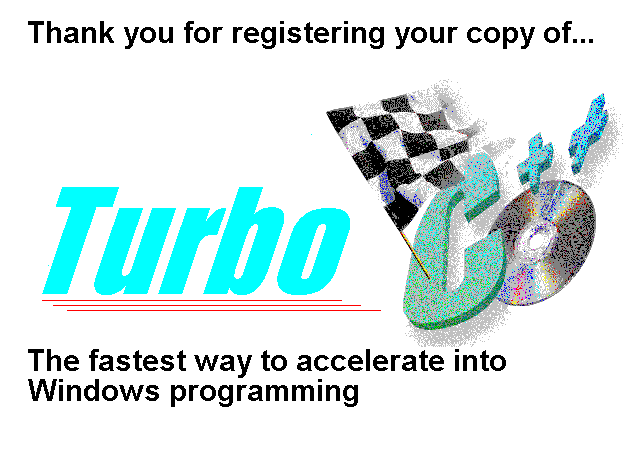 Thank you for registering your copy of...
Turbo C++
The fastest way to accelerate into
Windows programming